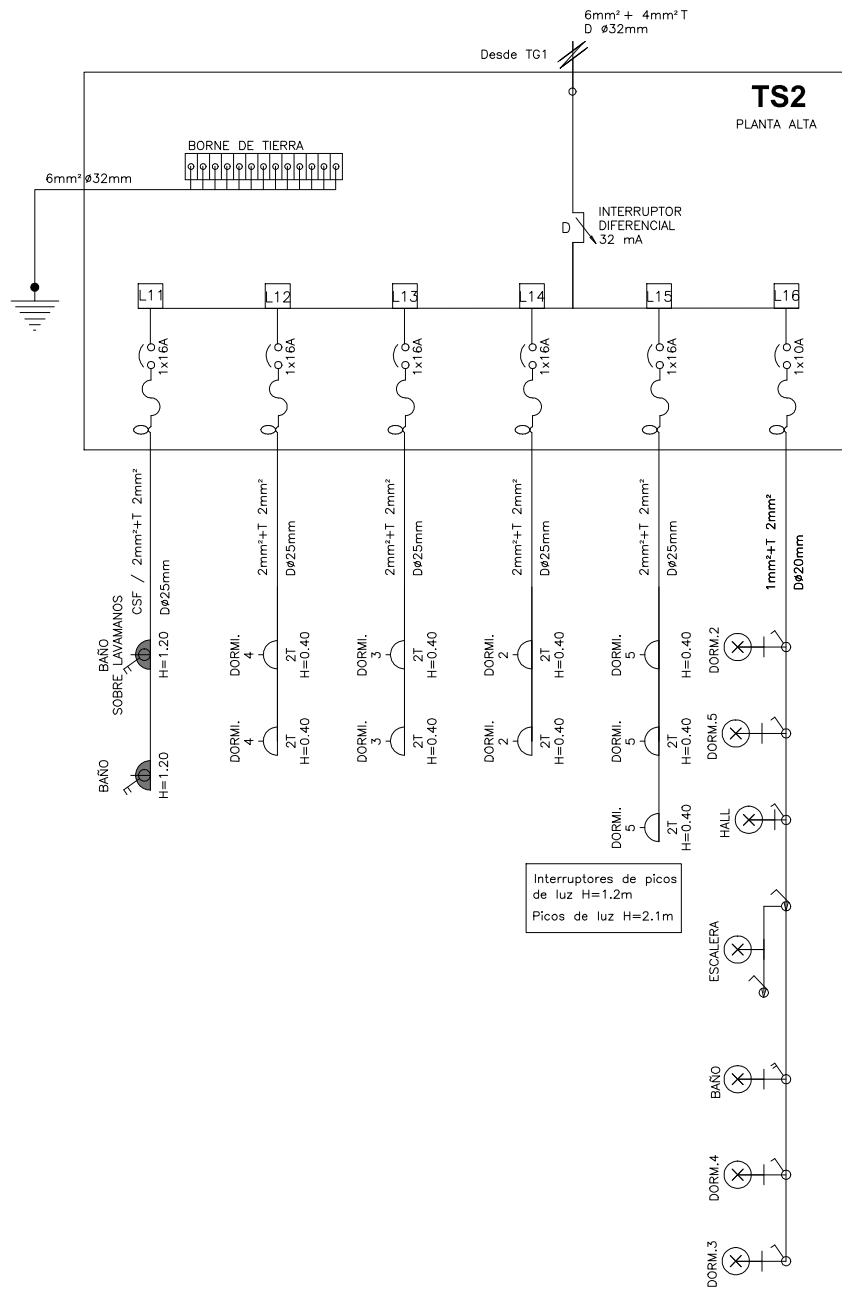 6mm² + 4mm² T
D ø32mm
Desde TG1
TS2
PLANTA ALTA
BORNE DE TIERRA
6mm² ø32mm
D
INTERRUPTOR
DIFERENCIAL
32 mA
L11
L12
L13
L14
L15
L16
1x16A
1x16A
1x16A
1x16A
1x16A
1x10A
CSF / 2mm²+T 2mm²
Dø25mm
2mm²+T 2mm²
Dø25mm
2mm²+T 2mm²
Dø25mm
2mm²+T 2mm²
Dø25mm
2mm²+T 2mm²
Dø25mm
1mm²+T 2mm²
Dø20mm
BAÑO
SOBRE LAVAMANOS
H=1.20
DORMI.
4
2T
H=0.40
DORMI.
3
2T
H=0.40
DORMI.
2
2T
H=0.40
DORMI.
5
2T
H=0.40
DORM.2
BAÑO
H=1.20
DORMI.
4
2T
H=0.40
DORMI.
3
2T
H=0.40
DORMI.
2
2T
H=0.40
DORMI.
5
2T
H=0.40
DORM.5
DORMI.
5
2T
H=0.40
HALL
Interruptores de picos
de luz H=1.2m
Picos de luz H=2.1m
ESCALERA
BAÑO
DORM.4
DORM.3